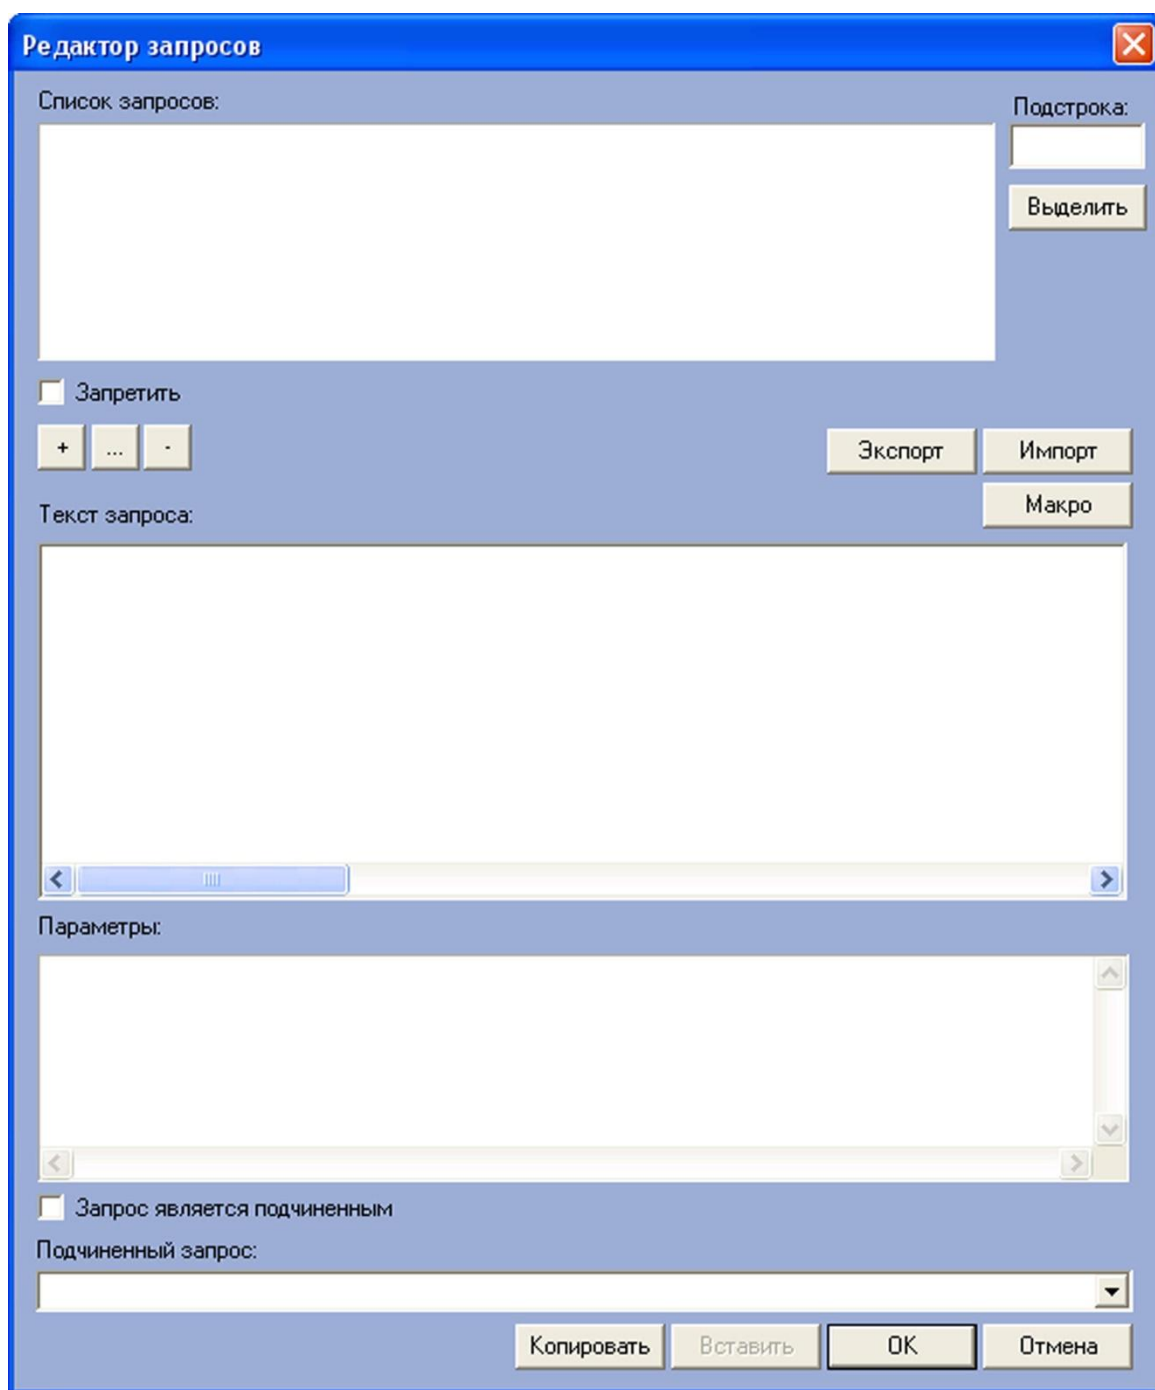 Редактор запросов
Список запросов:
Подстрока:
Выделить
Запретить
+ ... -
Экспорт Импорт
Макро
Текст запроса:
Параметры:
Запрос является подчиненным
Подчиненный запрос:
Копировать Вставить OK Отмена